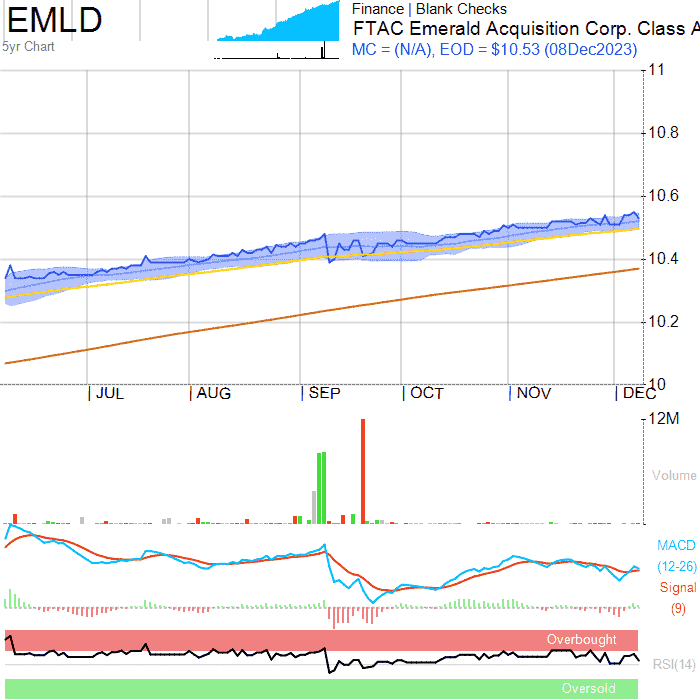 EMLD
5yr Chart
Finance | Blank Checks
FTAC Emerald Acquisition Corp. Class A
MC = (N/A), EOD = $10.53 (08Dec2023)
11
10.8
10.6
10.4
10.2
10
JUL
AUG
SEP
OCT
NOV
DEC
12M
Volume
MACD
(12-26)
Signal
(9)
Overbought
RSI(14)
Oversold